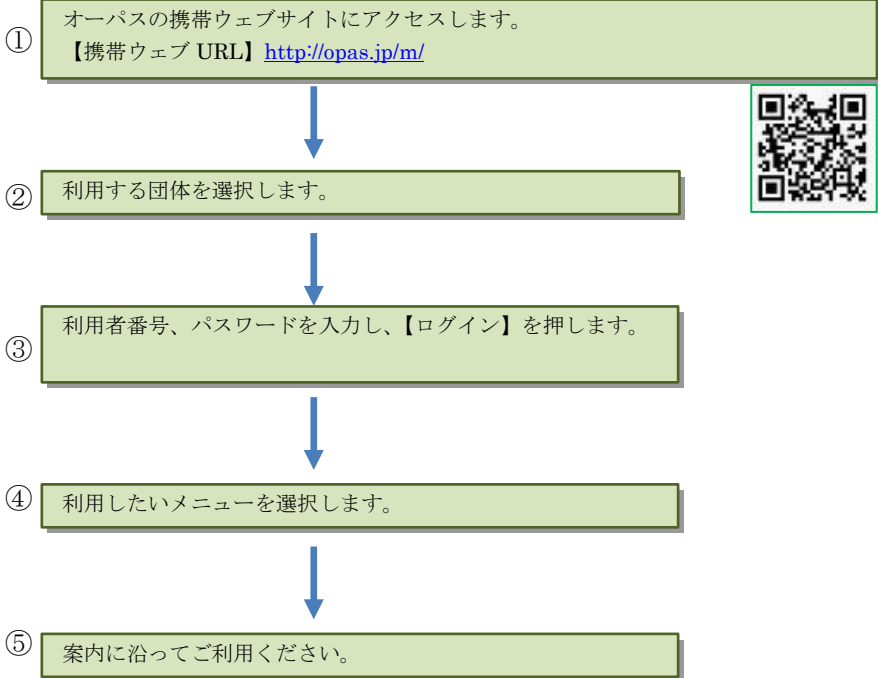 ① オーパスの携帯ウェブサイトにアクセスします。
【携帯ウェブ URL】http://opas.jp/m/
② 利用する団体を選択します。
③ 利用者番号、パスワードを入力し、【ログイン】を押します。
④ 利用したいメニューを選択します。
⑤ 案内に沿ってご利用ください。